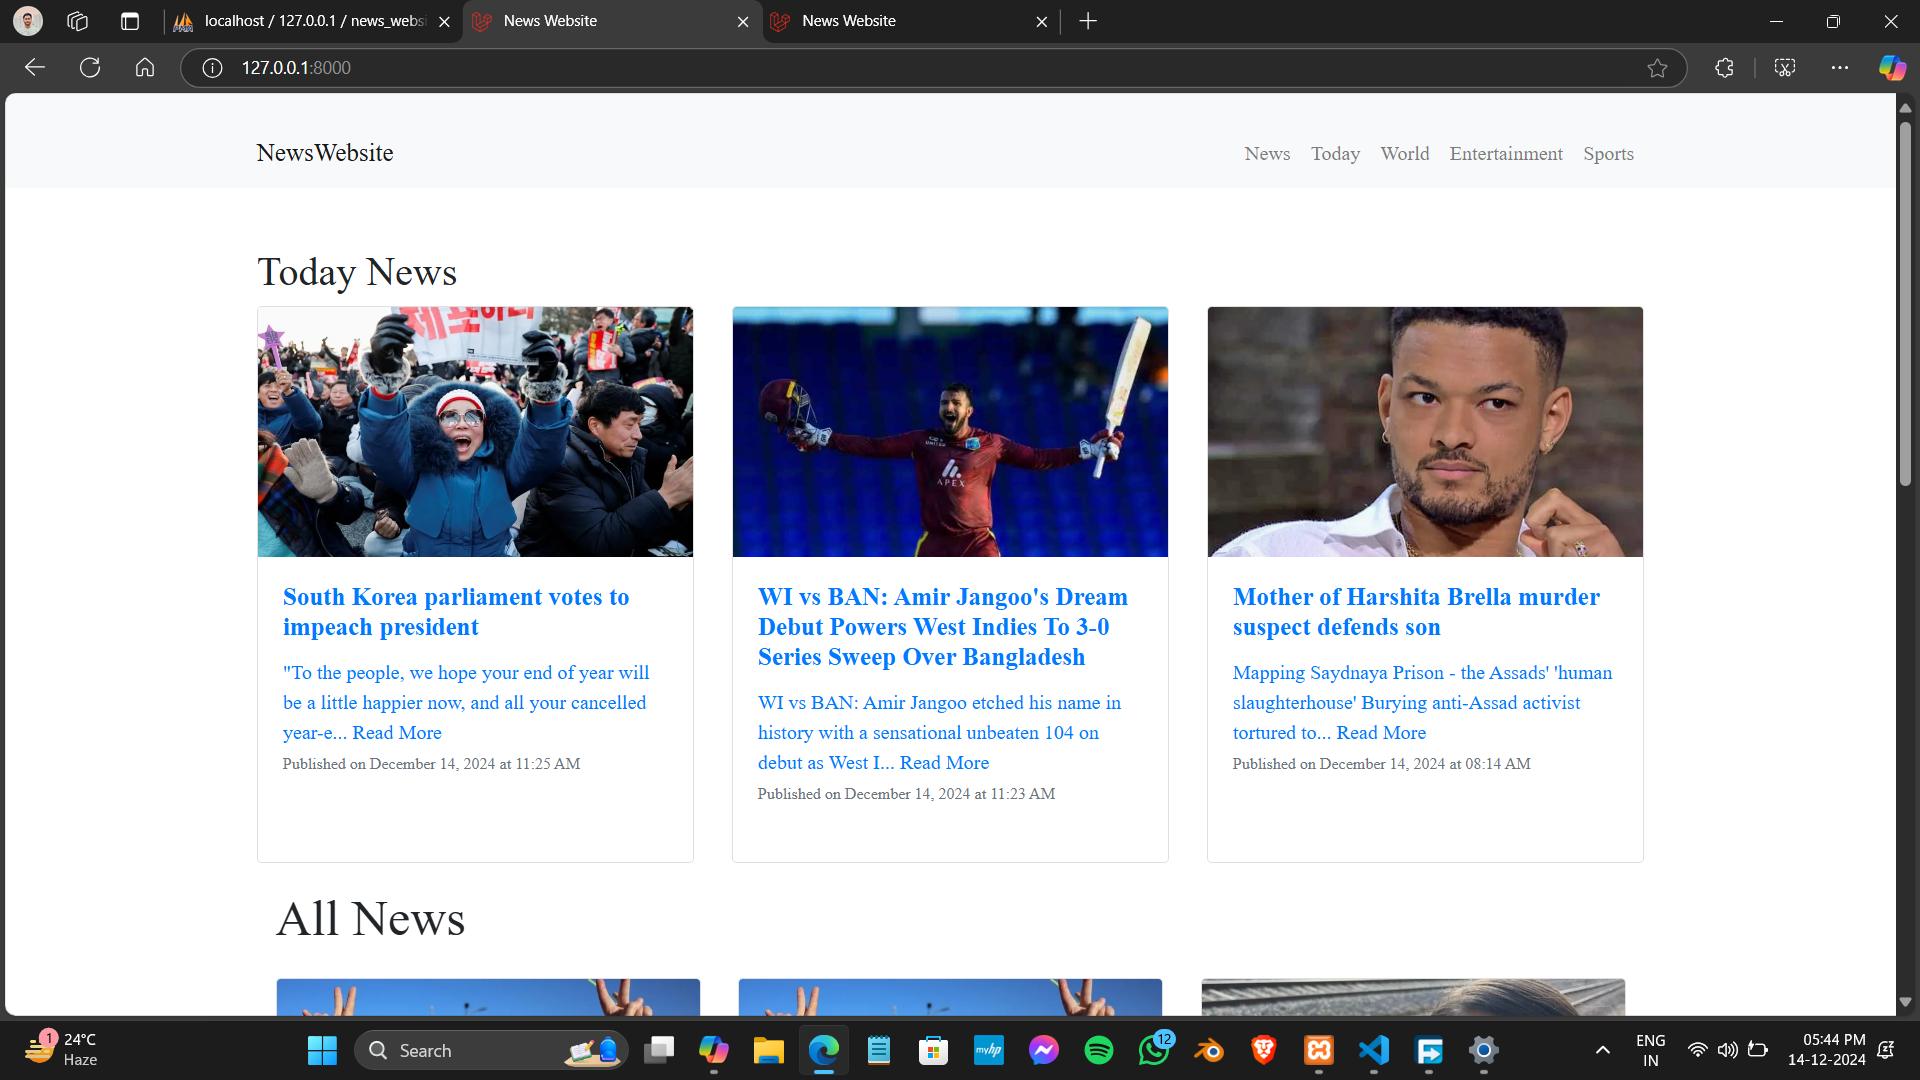 localhost / 127.0.0.1 / news_websi
News Website
News Website
127.0.0.1:8000
NewsWebsite
News
Today
World
Entertainment
Sports
Today News
APEX
South Korea parliament votes to
impeach president
"To the people, we hope your end of year will
be a little happier now, and all your cancelled
year-e... Read More
Published on December 14, 2024 at 11:25 AM
WI vs BAN: Amir Jangoo's Dream
Debut Powers West Indies To 3-0
Series Sweep Over Bangladesh
WI vs BAN: Amir Jangoo etched his name in
history with a sensational unbeaten 104 on
debut as West I... Read More
Published on December 14, 2024 at 11:23 AM
Mother of Harshita Brella murder
suspect defends son
Mapping Saydnaya Prison - the Assads' 'human
slaughterhouse' Burying anti-Assad activist
tortured to... Read More
Published on December 14, 2024 at 08:14 AM
All News
1
24°C
Haze
Search
myhp
12
ENG
IN
05:44 PM
14-12-2024